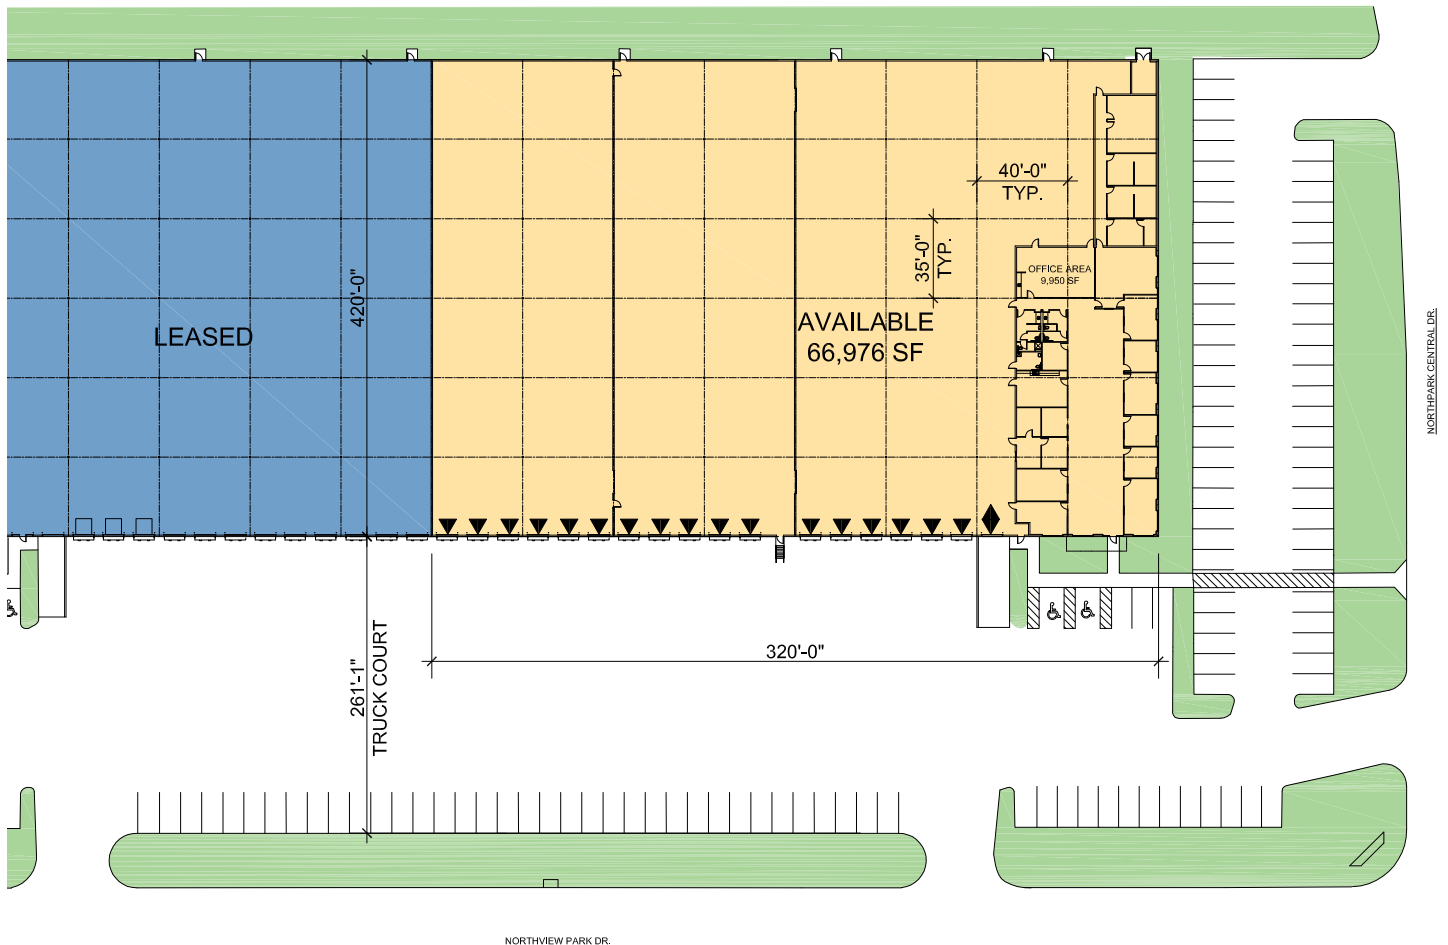 40'-0"
TYP.
35'-0"
TYP.
OFFICE AREA
9,950 SF
420'-0"
LEASED
AVAILABLE
66,976 SF
NORTHPARK CENTRAL DR.
320'-0"
261'-1"
TRUCK COURT
NORTHVIEW PARK DR.